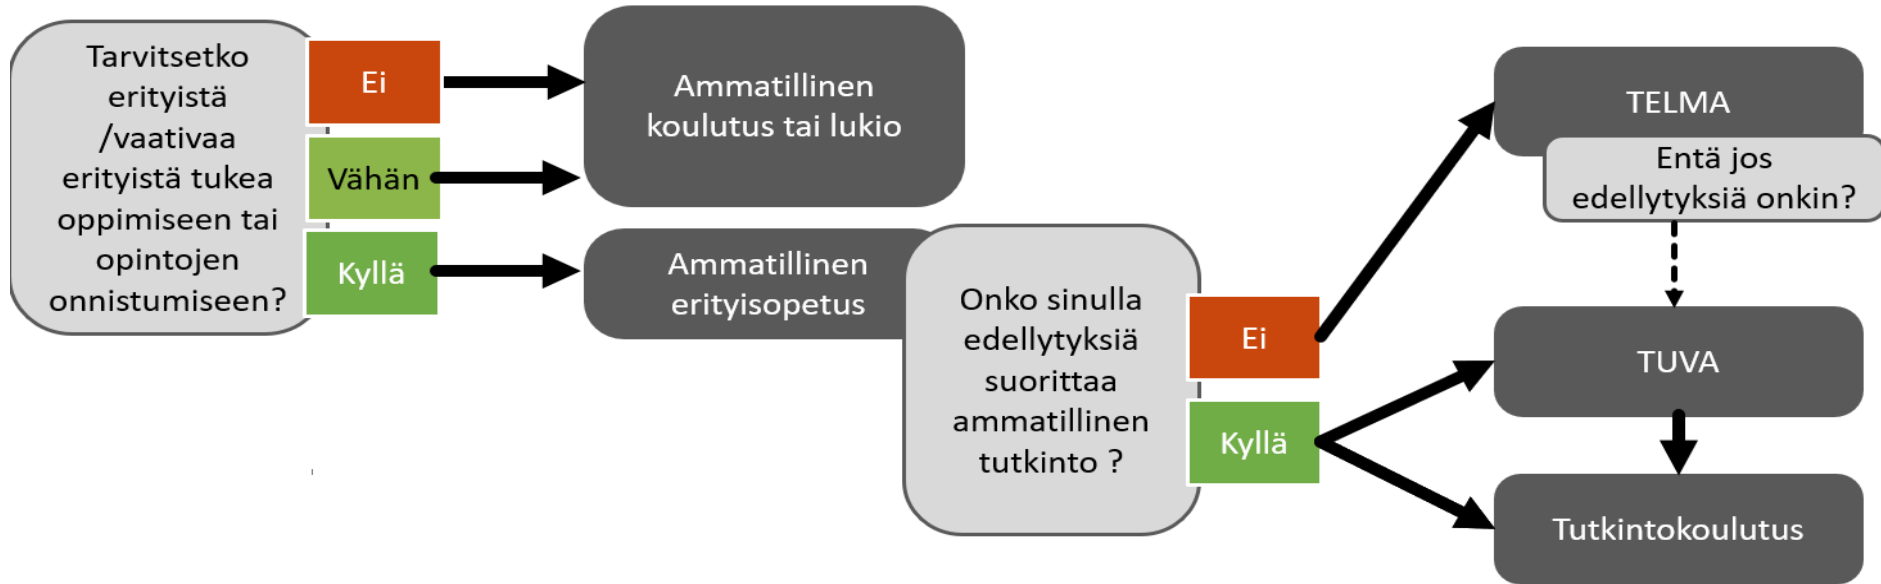 Tarvitsetko
erityistä
/vaativaa
erityistä tukea
oppimiseen tai
opintojen
onnistumiseen?
Ei
Vähän
Kyllä
Ammatillinen
koulutus tai lukio
Ammatillinen
erityisopetus
Onko sinulla
edellytyksiä
suorittaa
ammatillinen
tutkinto ?
Ei
Kyllä
TELMA
Entä jos
edellytyksiä onkin?
TUVA
Tutkintokoulutus